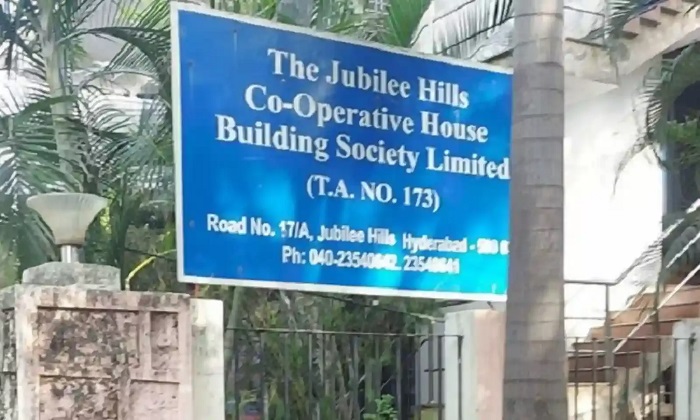 The Jubilee Hills
Co-Operative House
Building Society Limited
(T.A. NO. 173)
Road No. 17/A, Jubilee Hills Hyderabad -
Ph: 040-23540642. 23540641